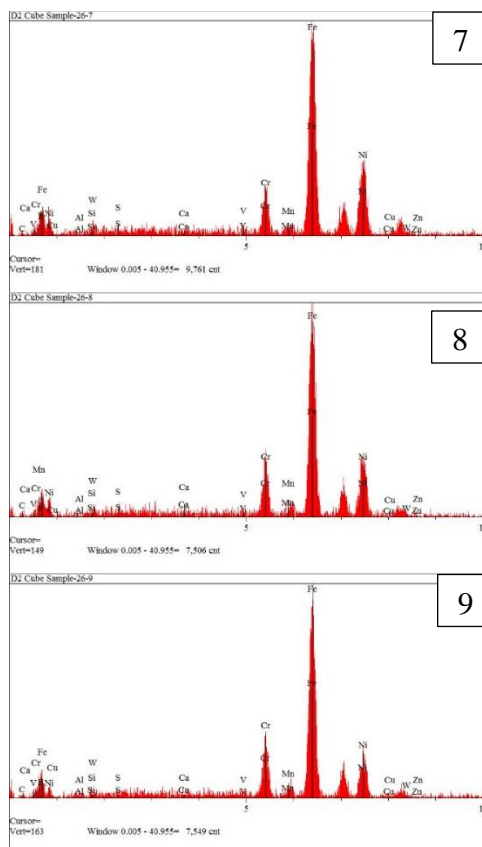 D2 Cube Sample-26-7
7
Fe
Fe
Ni
Cr
Ni
Fe
W
Ca Cr Ni Al Si S Ca V Mn Cu Zn
C V Cu Al Si S Ca V Mn Cr Cu W Zn
5
Cursor=
Vert=181 Window 0.005 - 40.955= 9,761 cnt
D2 Cube Sample-26-8
8
Fe
Fe
Cr
Ni
Cr
Mn
Ni
Mn
W
Ca Cr Ni Al Si S Ca V Cu Zn
C V Cu Al Si S Ca V Mn Cu W Zn
5
Cursor=
Vert=149 Window 0.005 - 40.955= 7,506 cnt
D2 Cube Sample-26-9
9
Fe
Fe
Cr
Ni
Cr
Fe Cu
W
Ca Cr Al Si S Ca V Mn Cu W Zn
C V Ni Al Si S Ca V Mn Cu Zn
5
Cursor=
Vert=163 Window 0.005 - 40.955= 7,549 cnt